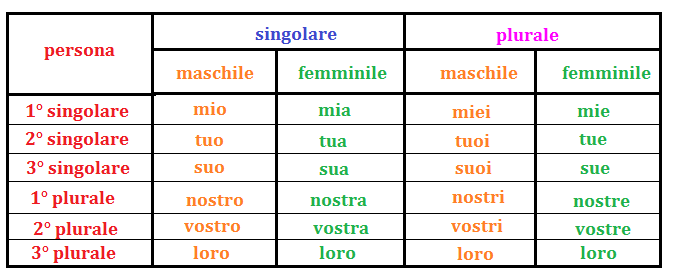 persona singolare plurale
maschile femminile maschile femminile
1° singolare mio mia miei mie
2° singolare tuo tua tuoi tue
3° singolare suo sua suoi sue
1° plurale nostro nostra nostri nostre
2° plurale vostro vostra vostri vostre
3° plurale loro loro loro loro